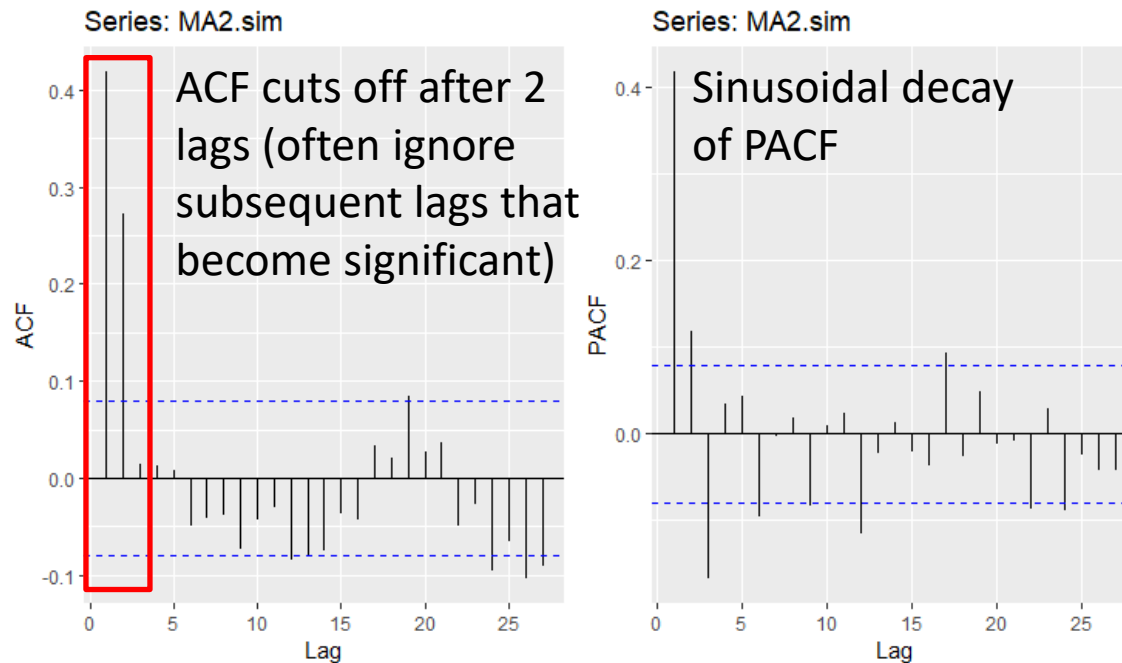 Series: MA2.sim
ACF cuts off after 2
lags (often ignore
subsequent lags that
become significant)
0.4
0.3
0.2
0.1
0.0
-0.1
ACF
0
5
10
15
20
25
Lag
Series: MA2.sim
Sinusoidal decay
of PACF
0.4
0.2
0.0
PACF
0
5
10
15
20
25
Lag